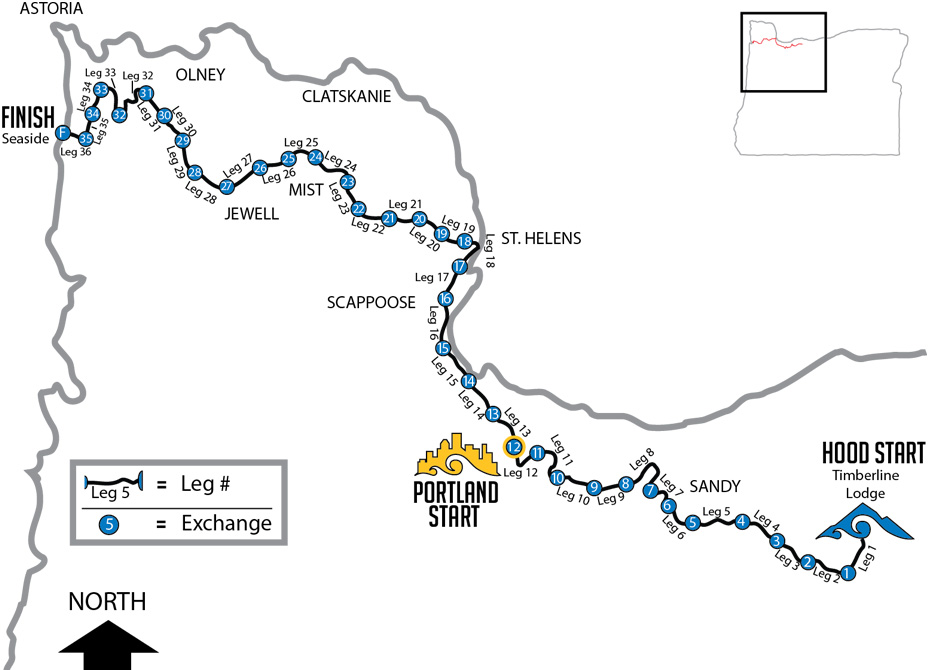 ASTORIA
OLNEY
CLATSKANIE
FINISH
Seaside
F
Leg 36
35
Leg 35
34
Leg 34
33
Leg 33
32
Leg 32
31
Leg 31
30
Leg 30
29
Leg 29
28
Leg 28
27
Leg 27
JEWELL
26
Leg 26
25
Leg 25
MIST
24
Leg 24
23
Leg 23
22
Leg 22
21
Leg 21
20
Leg 20
19
Leg 19
18
Leg 18
ST. HELENS
17
Leg 17
SCAPPOOSE
16
Leg 16
15
Leg 15
14
Leg 14
13
Leg 13
12
Leg 12
PORTLAND
START
11
Leg 11
10
Leg 10
9
Leg 9
8
Leg 8
7
Leg 7
SANDY
6
Leg 6
5
Leg 5
4
Leg 4
3
Leg 3
2
Leg 2
1
Leg 1
HOOD START
Timberline
Lodge
Leg 5 = Leg #
5 = Exchange
NORTH